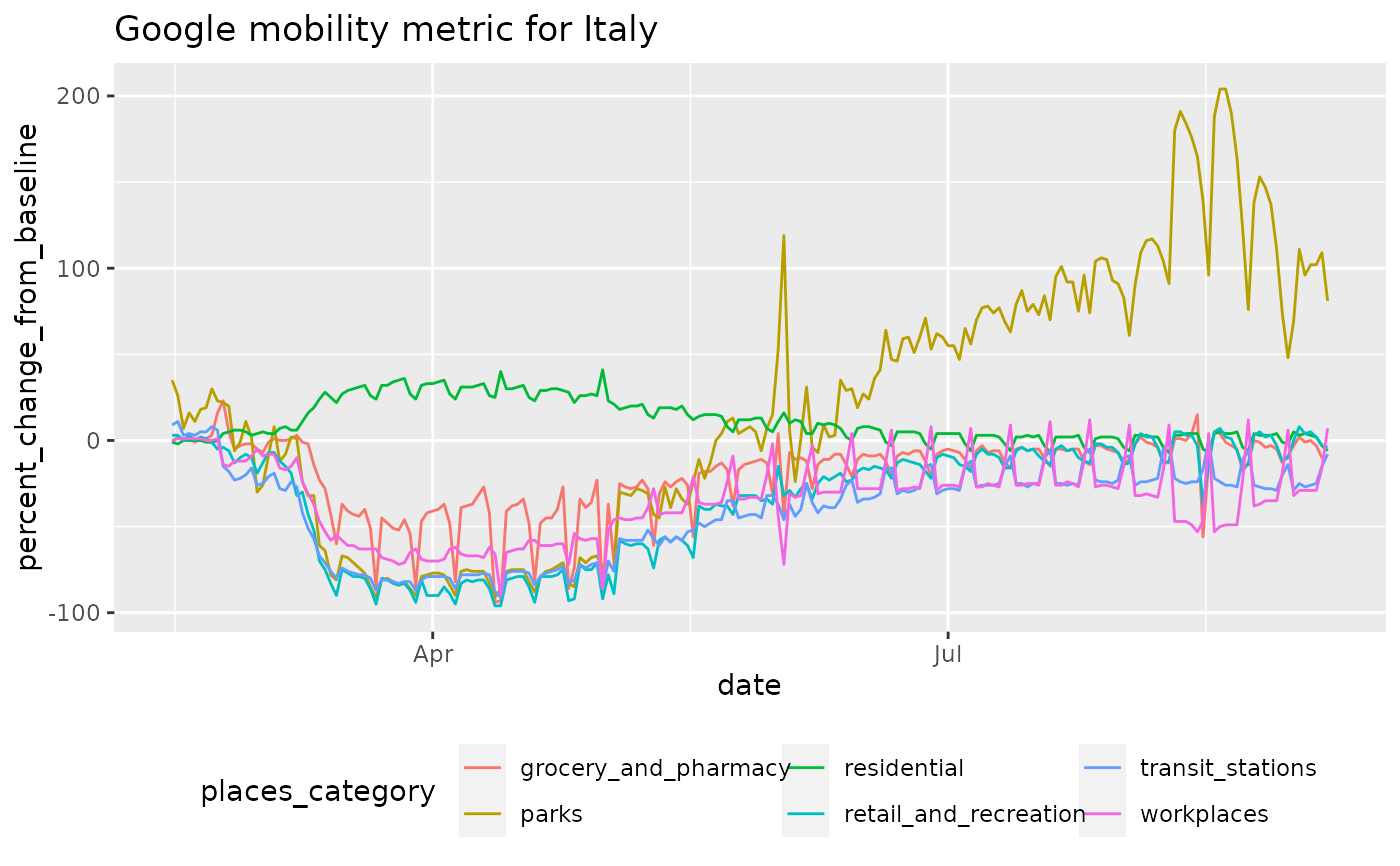 Google mobility metric for Italy
percent_change_from_baseline
200
100
0
-100
Apr
Jul
date
places_category
grocery_and_pharmacy
parks
residential
retail_and_recreation
transit_stations
workplaces